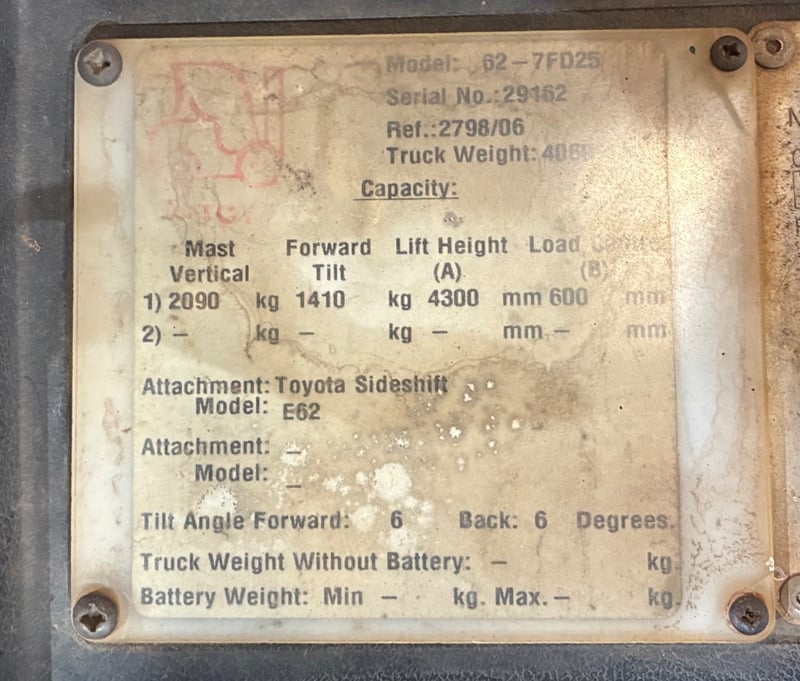 Model: 62-7FD25
Serial No.:29162
Ref.:2798/06
Truck Weight: 406
Capacity:
Mast Forward Lift Height Load
Vertical Tilt (A) (B)
1) 2090 kg 1410 kg 4300 mm 600 mm
2) – kg – kg – mm – mm
Attachment: Toyota Sideshift
Model: E62
Attachment: –
Model: –
Tilt Angle Forward: 6 Back: 6 Degrees.
Truck Weight Without Battery: – kg.
Battery Weight: Min – kg. Max. – kg.